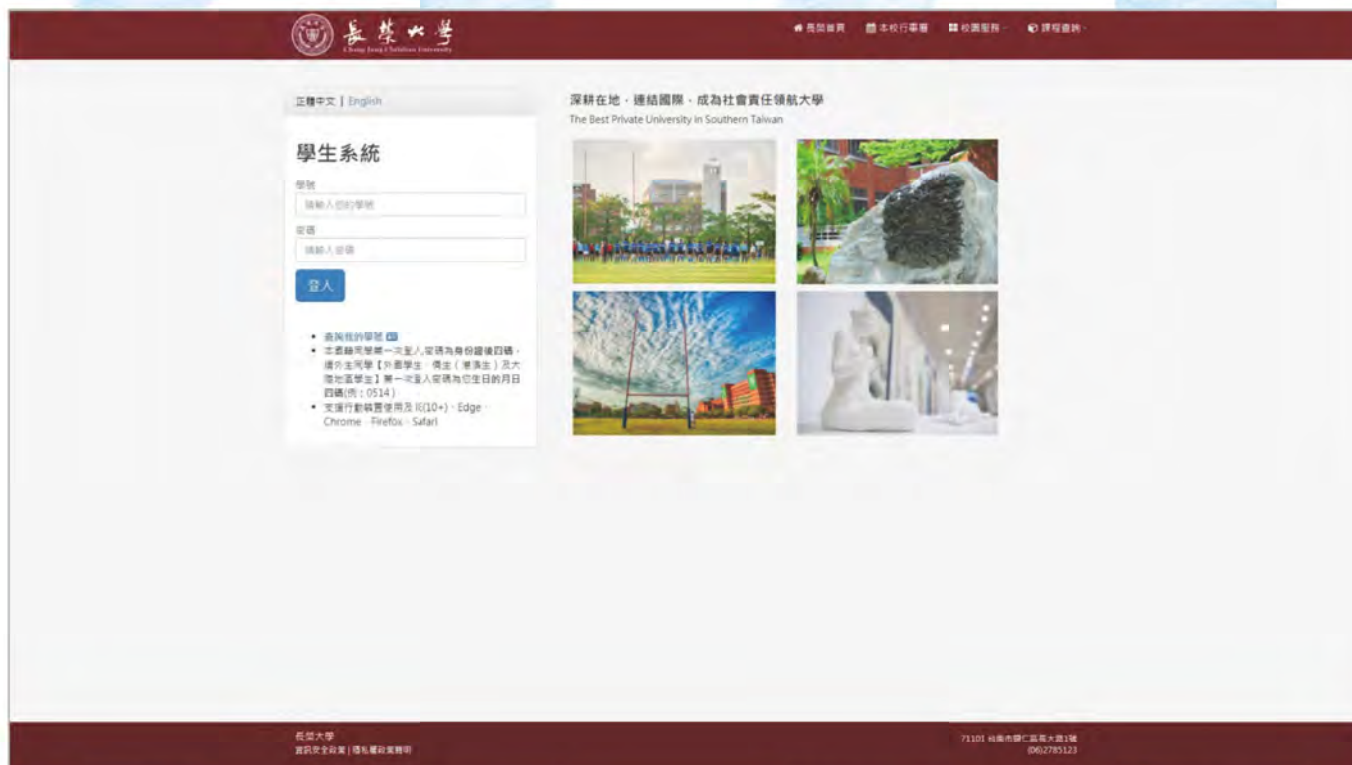 長榮大學
Chang Jung Christian University
長榮首頁 本校行事曆 校園服務 課程查詢
正體中文 | English
學生系統
學號
請輸入您的學號
密碼
請輸入密碼
登入
查詢我的學號
本國籍同學第一次登入密碼為身份證後四碼，
境外生同學【外國學生、僑生（港澳生）及大
陸地區學生】第一次登入密碼為您生日的月日
四碼(例：0514)
支援行動裝置使用及 IE(10+)、Edge、
Chrome、Firefox、Safari
深耕在地．連結國際．成為社會責任領航大學
The Best Private University in Southern Taiwan
長榮大學
資訊安全政策 | 隱私權政策聲明
71101 台南市歸仁區長大路1號
(06)2785123